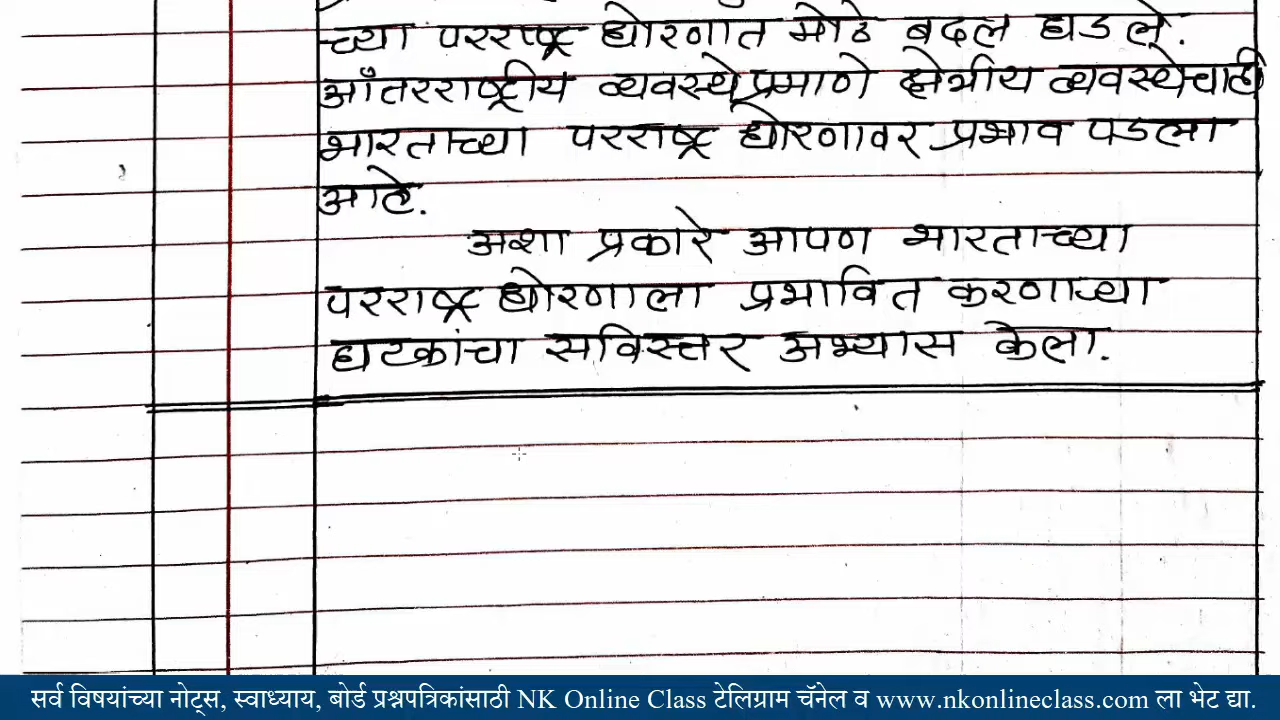 च्या परराष्ट्र धोरणात मोठे बदल घडले.
आँतरराष्ट्रीय व्यवस्थेप्रमाणे क्षेत्रीय व्यवस्थेचाही
भारताच्या परराष्ट्र धोरणावर प्रभाव पडला
आहे.
अशा प्रकारे आपण भारताच्या
परराष्ट्र धोरणाला प्रभावित करणाऱ्या
घटकांचा सविस्तर अभ्यास केला.
सर्व विषयांच्या नोट्स, स्वाध्याय, बोर्ड प्रश्नपत्रिकांसाठी NK Online Class टेलिग्राम चॅनेल व www.nkonlineclass.com ला भेट द्या.